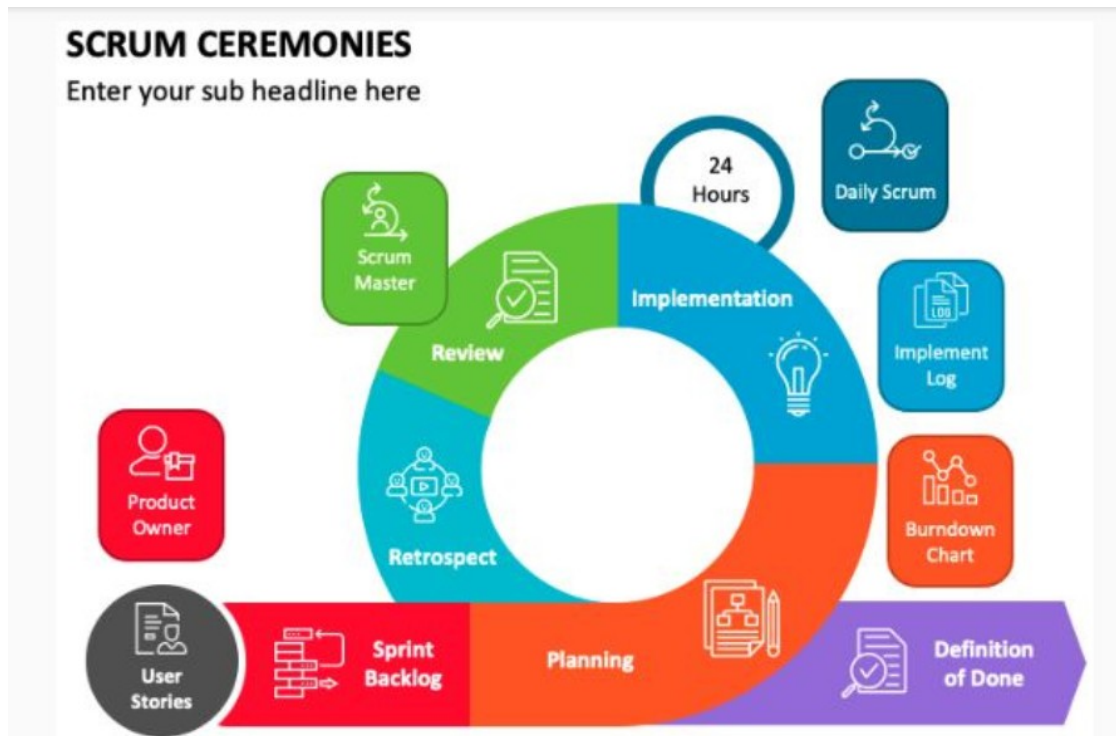 SCRUM CEREMONIES
Enter your sub headline here
24
Hours
Daily Scrum
Scrum
Master
Implementation
Review
LOG
Implement
Log
Product
Owner
Retrospect
Burndown
Chart
User
Stories
Sprint
Backlog
Planning
Definition
of Done